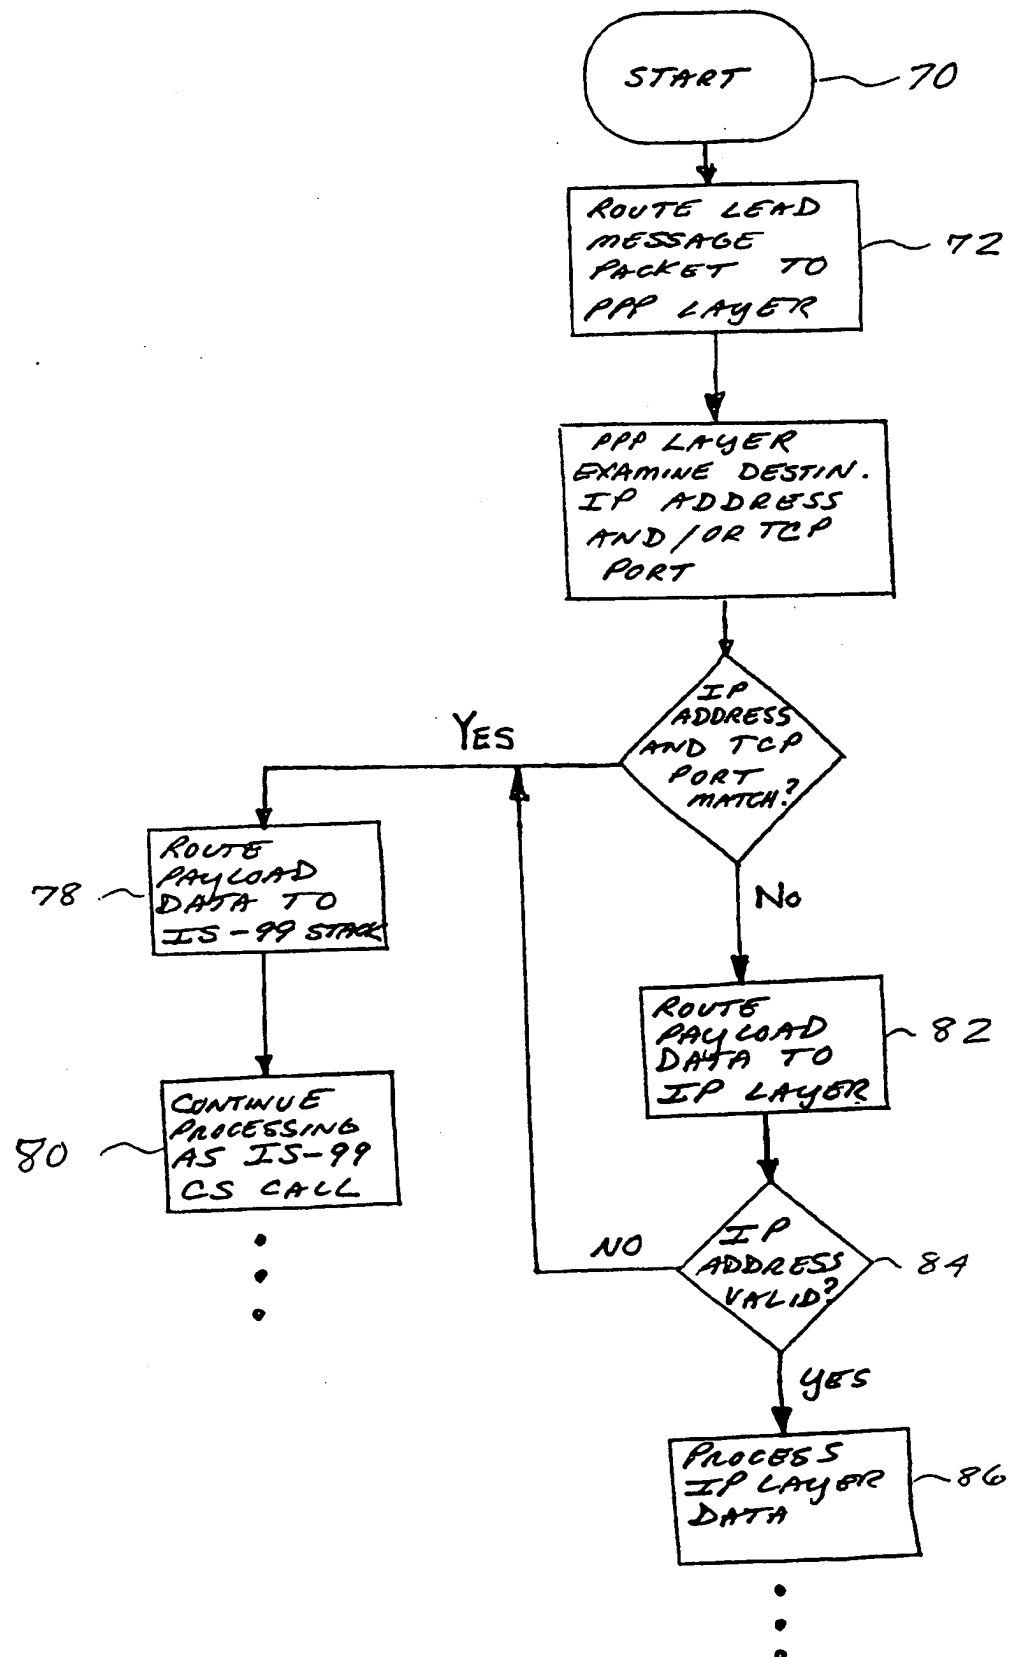 START
70
ROUTE LEAD
MESSAGE
PACKET TO
PPP LAYER
72
PPP LAYER
EXAMINE DESTIN.
IP ADDRESS
AND/OR TCP
PORT
IP
ADDRESS
AND TCP
PORT
MATCH?
YES
NO
78
ROUTE
PAYLOAD
DATA TO
IS-99 STACK
ROUTE
PAYLOAD
DATA TO
IP LAYER
82
80
CONTINUE
PROCESSING
AS IS-99
CS CALL
IP
ADDRESS
VALID?
84
NO
YES
PROCESS
IP LAYER
DATA
86